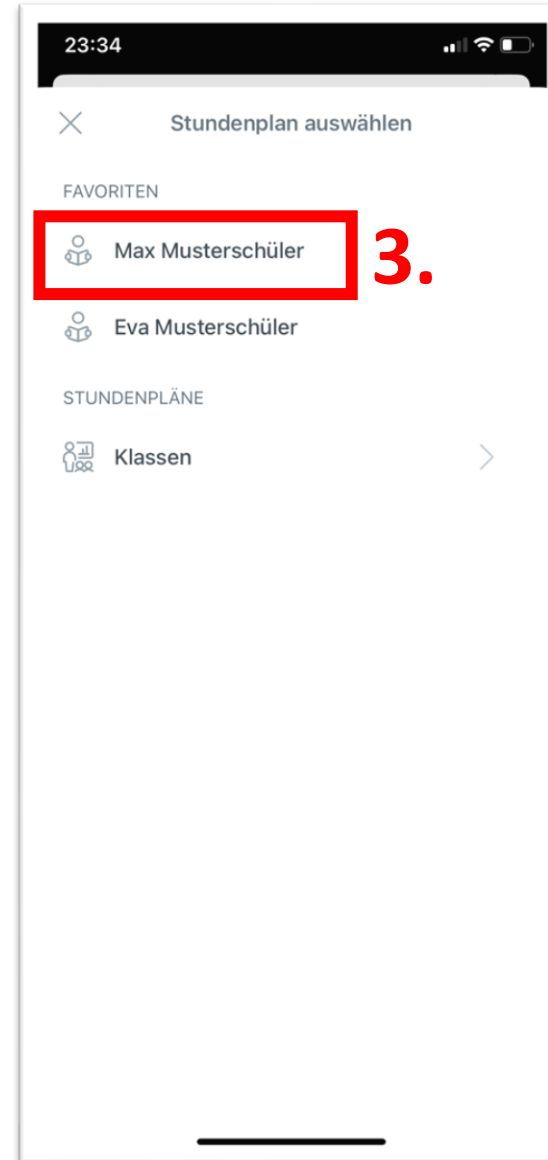 23:34
Stundenplan auswählen
FAVORITEN
Max Musterschüler
3.
Eva Musterschüler
STUNDENPLÄNE
Klassen